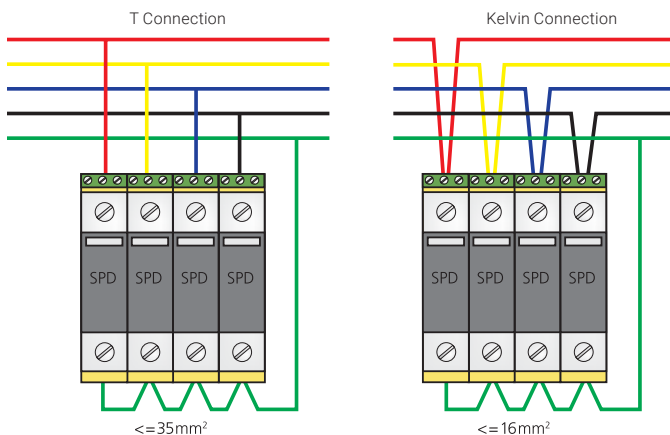 T Connection
Kelvin Connection
SPD SPD SPD SPD
SPD SPD SPD SPD
<=35mm²
<=16mm²